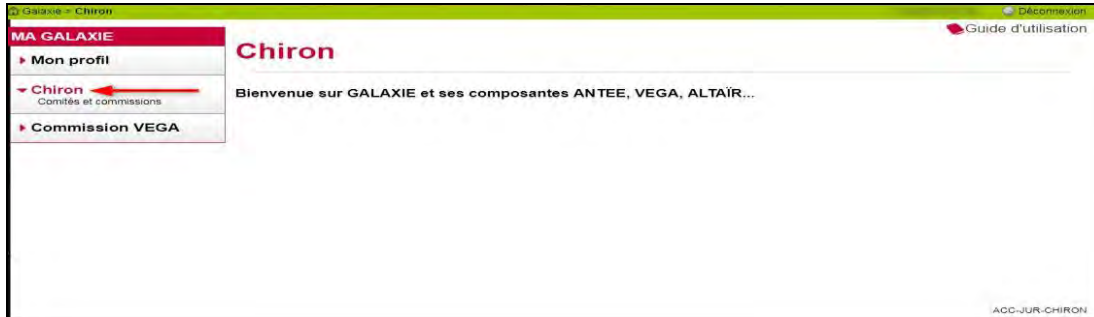 Galaxie > Chiron
Déconnexion
Guide d'utilisation
MA GALAXIE
Mon profil
Chiron
Comités et commissions
Commission VEGA
Chiron
Bienvenue sur GALAXIE et ses composantes ANTEE, VEGA, ALTAÏR...
ACC-JUR-CHIRON